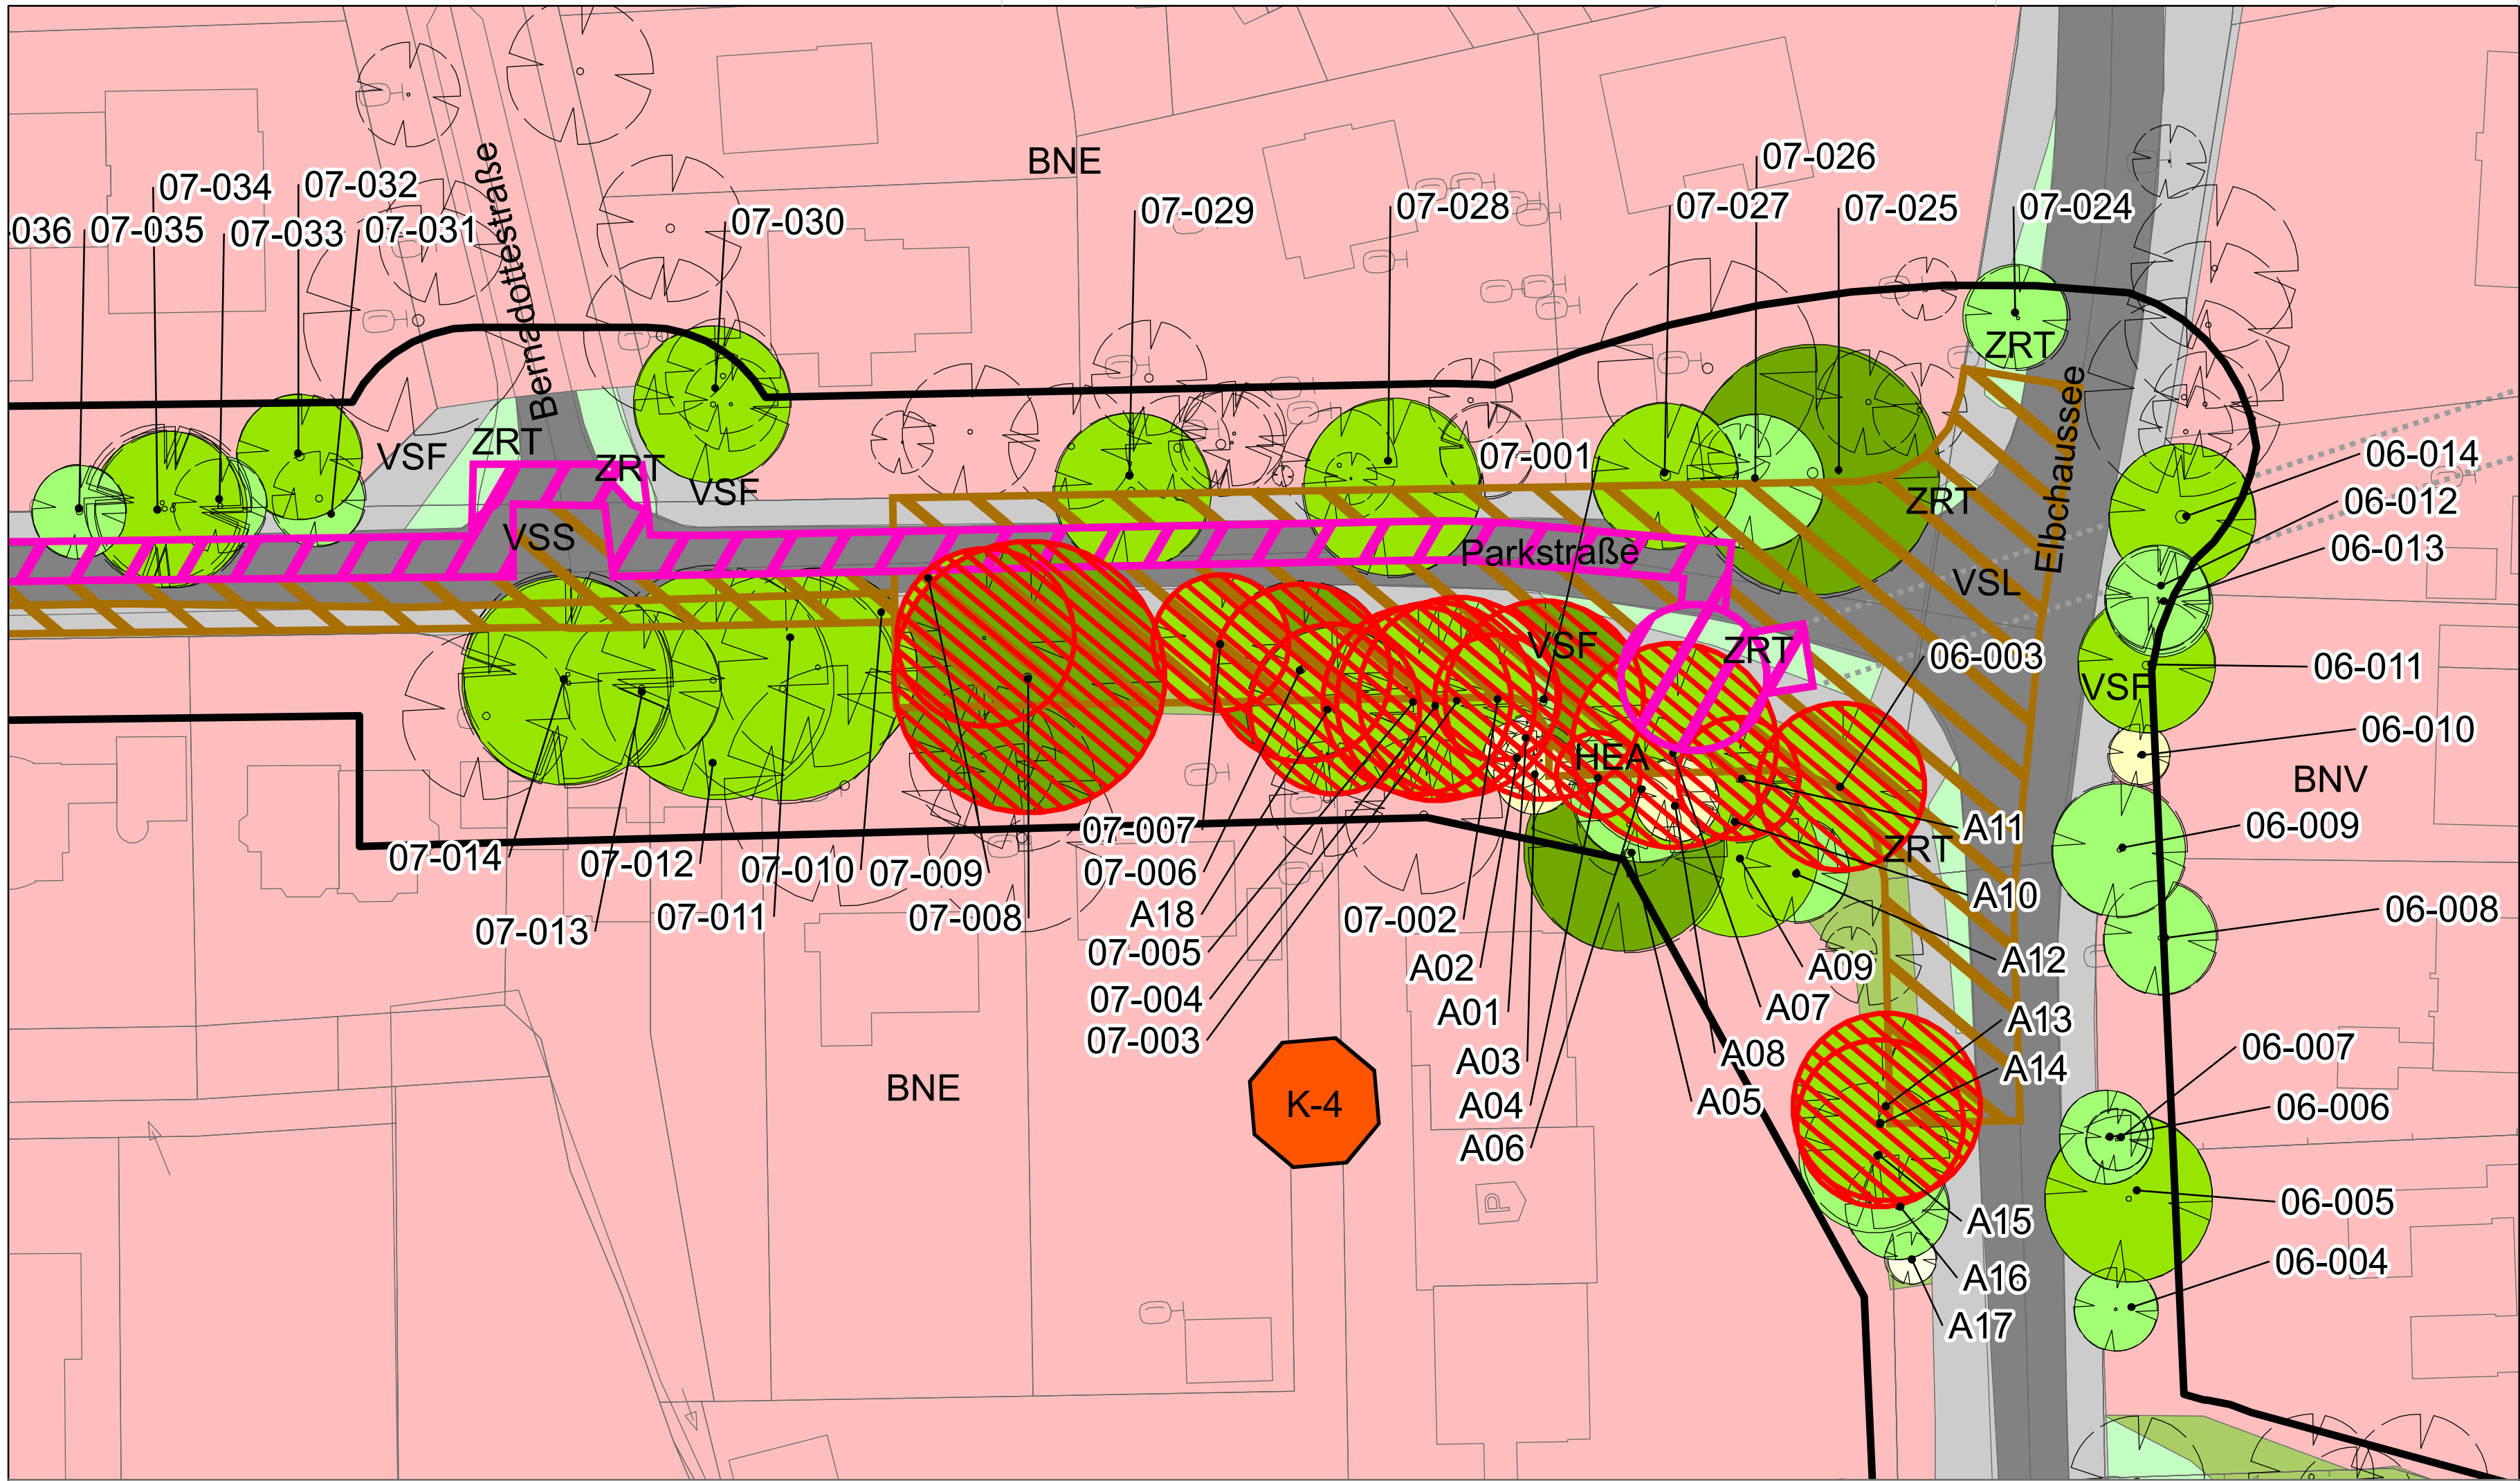 BNE
07-026
07-034
07-032
07-029
07-028
07-027
07-025
07-024
-036
07-035
07-033
07-031
07-030
Bernadottestraße
ZRT
Elbchaussee
VSF
ZRT
ZRT
VSF
07-001
ZRT
06-014
06-012
06-013
VSS
Parkstraße
VSL
VSF
ZRT
06-003
06-011
VSF
06-010
HEA
BNV
07-007
A11
06-009
07-014
07-012
07-010
07-009
07-006
ZRT
A10
07-013
07-011
07-008
A18
07-002
06-008
07-005
A02
A09
A12
07-004
A01
A07
A13
07-003
A03
A08
A14
06-007
BNE
K-4
A04
A05
06-006
A06
P
06-005
A15
06-004
A16
A17